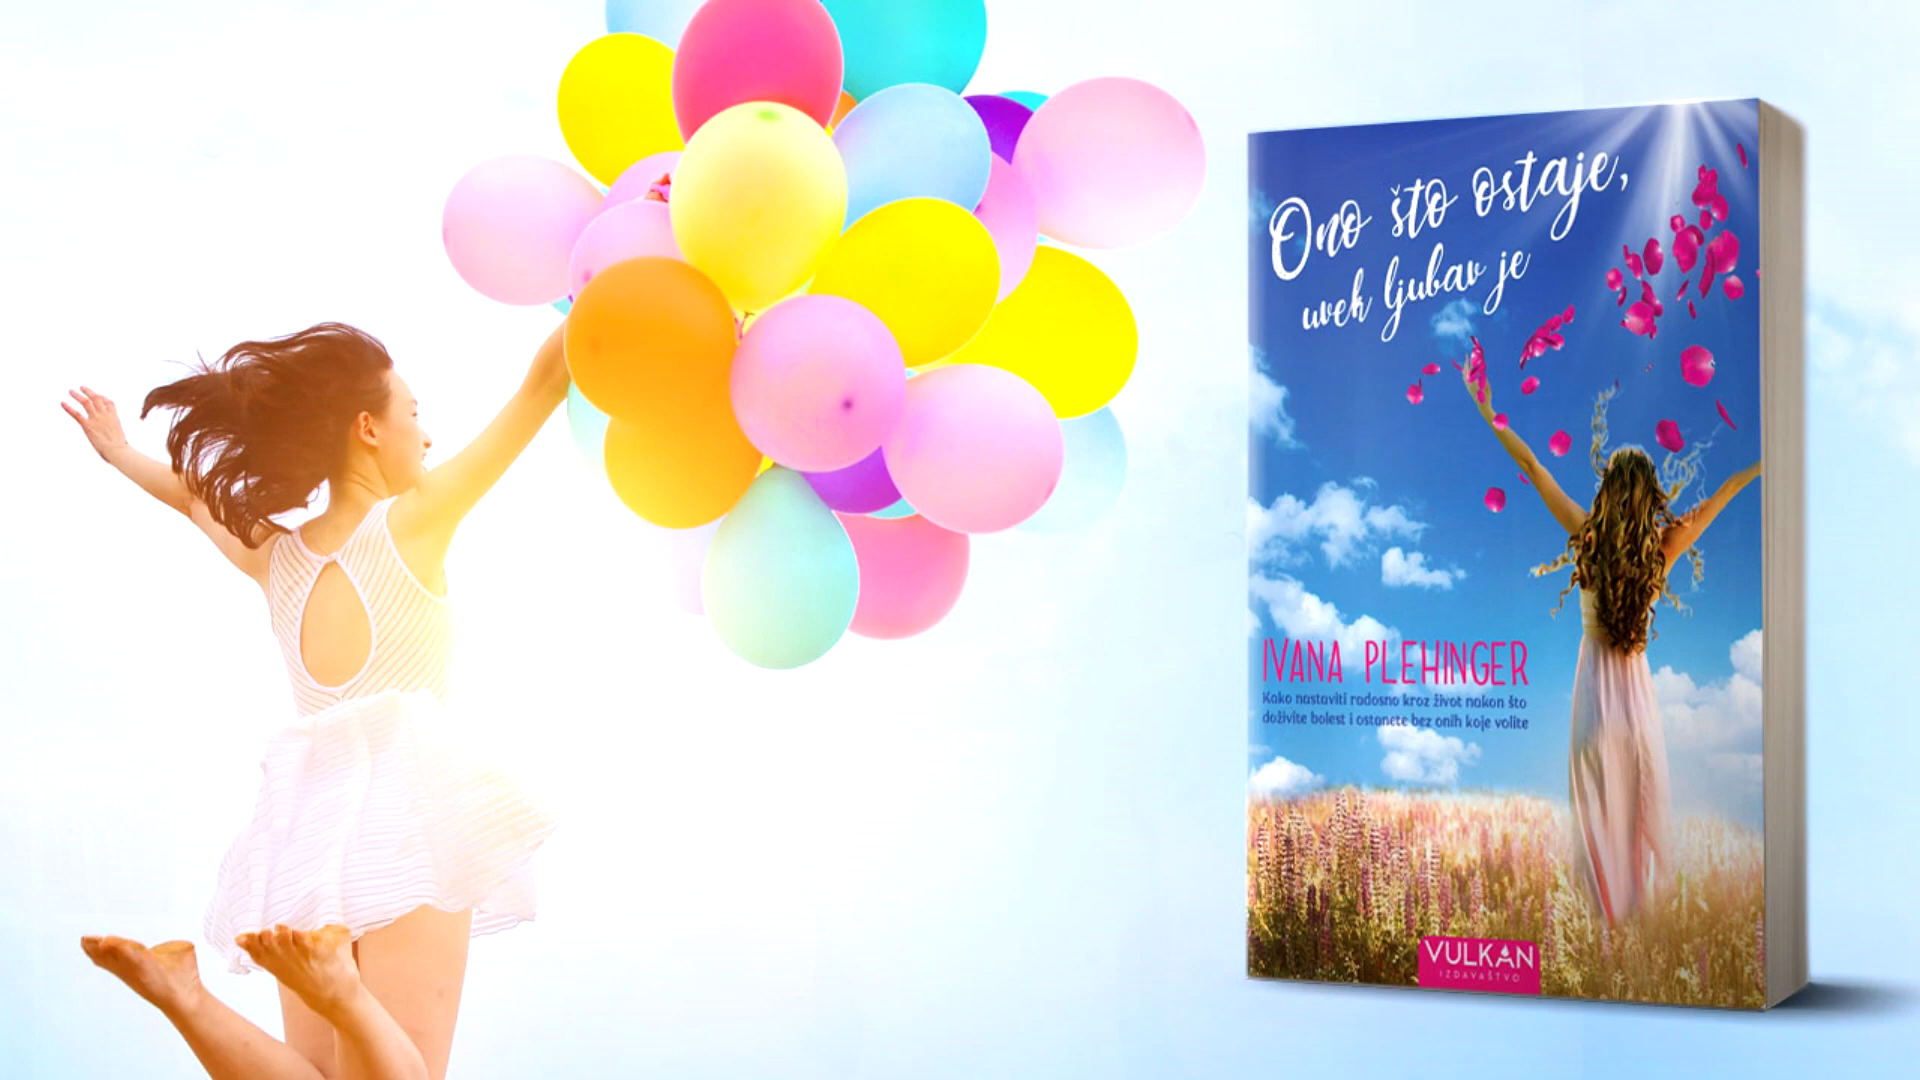 Ono što ostaje,
uvek ljubav je
IVANA PLEHINGER
Kako nastaviti radosno kroz život nakon što
doživite bolest i ostanete bez onih koje volite
VULKAN
IZDAVAŠTVO